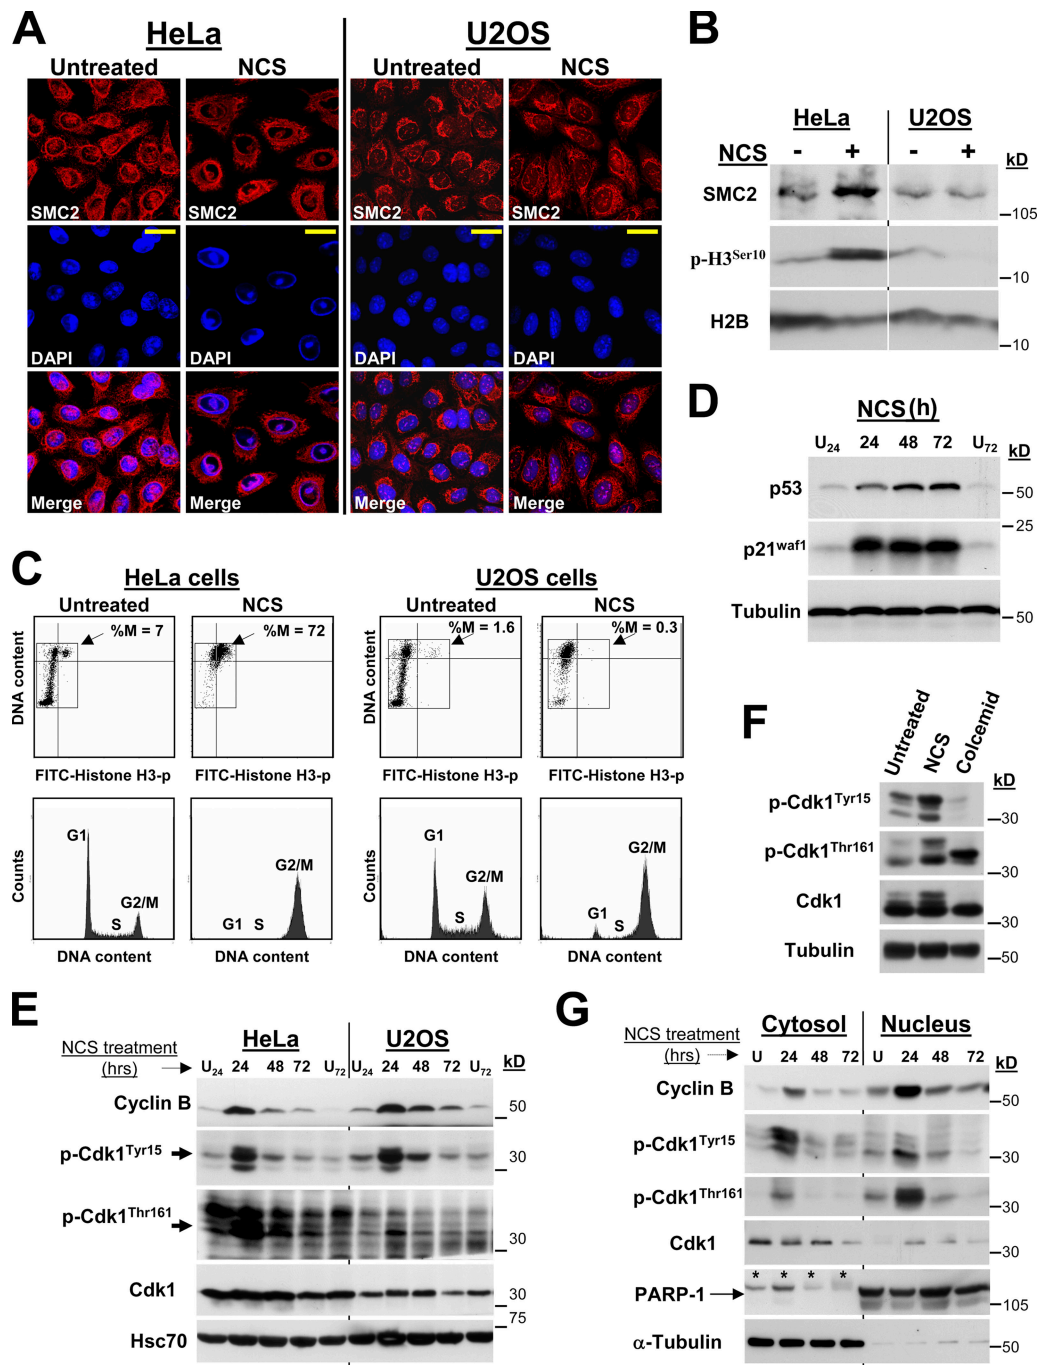 A
HeLa
U2OS
Untreated
NCS
Untreated
NCS
SMC2
SMC2
SMC2
SMC2
DAPI
DAPI
DAPI
DAPI
Merge
Merge
Merge
Merge
B
HeLa
U2OS
NCS - + - + kD
SMC2
105
p-H3Ser10
10
H2B
10
C
HeLa cells
U2OS cells
Untreated
NCS
Untreated
NCS
%M = 7
%M = 72
%M = 1.6
%M = 0.3
DNA content
DNA content
FITC-Histone H3-p
FITC-Histone H3-p
FITC-Histone H3-p
FITC-Histone H3-p
Counts
G1
S
G2/M
G1
S
G2/M
Counts
G1
S
G2/M
G1
S
G2/M
DNA content
DNA content
DNA content
DNA content
D
NCS (h)
U24 24 48 72 U72 kD
p53
50
25
p21waf1
Tubulin
50
F
Untreated
NCS
Colcemid
kD
p-Cdk1Tyr15
30
p-Cdk1Thr161
30
Cdk1
30
Tubulin
50
E
HeLa
U2OS
NCS treatment
(hrs)
U24 24 48 72 U72 U24 24 48 72 U72 kD
Cyclin B
50
p-Cdk1Tyr15
30
p-Cdk1Thr161
30
Cdk1
30
75
Hsc70
G
Cytosol
Nucleus
NCS treatment
(hrs)
U 24 48 72 U 24 48 72 kD
Cyclin B
50
p-Cdk1Tyr15
30
p-Cdk1Thr161
30
Cdk1
30
* * * *
PARP-1
105
α-Tubulin
50